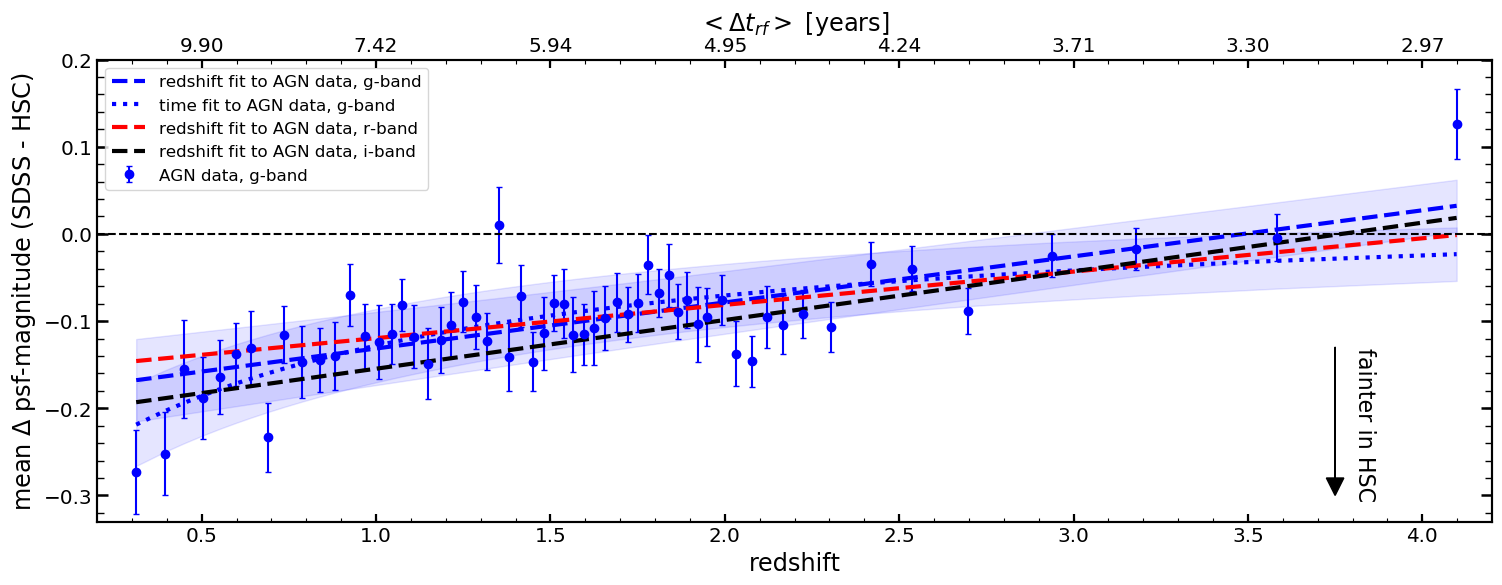 < Δt_rf > [years]
9.90 7.42 5.94 4.95 4.24 3.71 3.30 2.97
redshift fit to AGN data, g-band
time fit to AGN data, g-band
redshift fit to AGN data, r-band
redshift fit to AGN data, i-band
AGN data, g-band
mean Δ psf-magnitude (SDSS - HSC)
0.2
0.1
0.0
−0.1
−0.2
−0.3
fainter in HSC
0.5 1.0 1.5 2.0 2.5 3.0 3.5 4.0
redshift